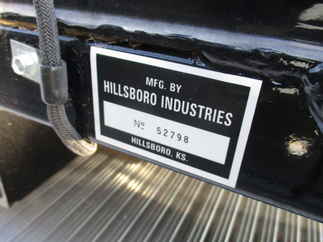 MFG. BY
HILLSBORO INDUSTRIES
No 52798
HILLSBORO, KS.